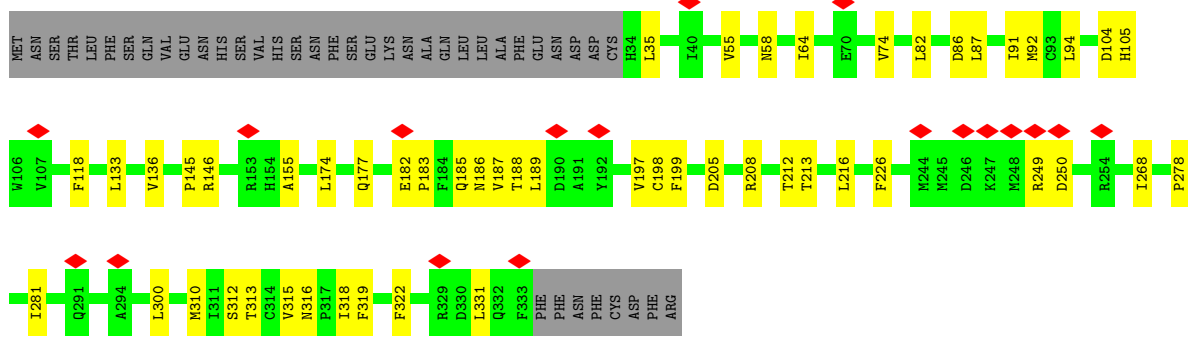 MET ASN SER THR LEU PHE SER GLN VAL GLU ASN HIS SER VAL HIS SER ASN PHE SER GLU LYS ASN ALA GLN LEU LEU ALA PHE GLU ASN ASP ASP CYS H34 L35 I40 V55 N58 I64 E70 V74 L82 D86 L87 I91 M92 C93 L94 D104 H105
W106 V107 F118 L133 V136 P145 R146 R153 H154 A155 L174 Q177 E182 P183 F184 Q185 N186 V187 T188 L189 D190 A191 Y192 V197 C198 F199 D205 R208 T212 T213 L216 F226 M244 M245 D246 K247 M248 R249 D250 R254 I268 P278
I281 Q291 A294 L300 M310 I311 S312 T313 C314 V315 N316 P317 I318 F319 F322 R329 D330 L331 Q332 F333 PHE PHE ASN PHE CYS ASP PHE ARG